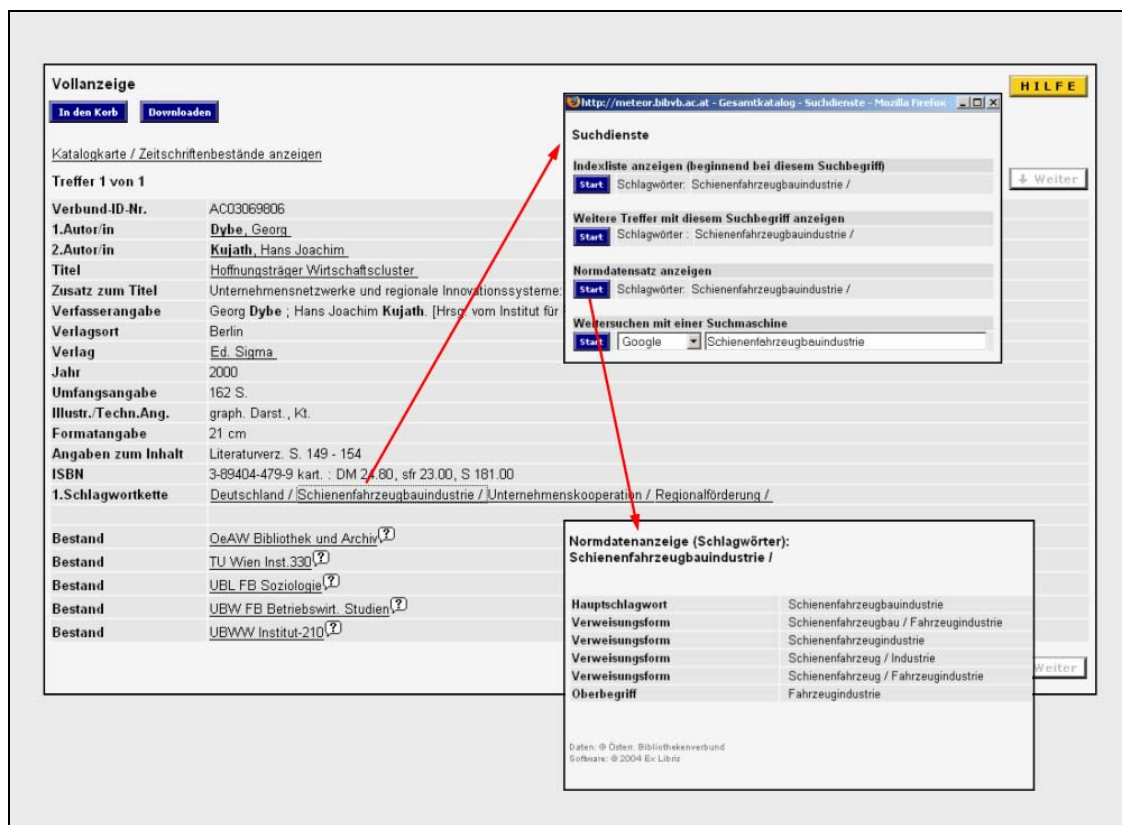 Vollanzeige
HILFE
In den Korb Downloaden
Katalogkarte / Zeitschriftenbestände anzeigen
Treffer 1 von 1
Weiter
Verbund-ID-Nr. AC03069806
1.Autor/in Dybe, Georg
2.Autor/in Kujath, Hans Joachim
Titel Hoffnungsträger Wirtschaftscluster
Zusatz zum Titel Unternehmensnetzwerke und regionale Innovationssysteme:
Verfasserangabe Georg Dybe ; Hans Joachim Kujath. [Hrsg. vom Institut für
Verlagsort Berlin
Verlag Ed. Sigma
Jahr 2000
Umfangsangabe 162 S.
Illustr./Techn.Ang. graph. Darst., Kt.
Formatangabe 21 cm
Angaben zum Inhalt Literaturverz. S. 149 - 154
ISBN 3-89404-479-9 kart. : DM 24.80, sfr 23.00, S 181.00
1.Schlagwortkette Deutschland / Schienenfahrzeugbauindustrie / Unternehmenskooperation / Regionalförderung /
Bestand OeAW Bibliothek und Archiv ?
Bestand TU Wien Inst.330 ?
Bestand UBL FB Soziologie ?
Bestand UBW FB Betriebswirt. Studien ?
Bestand UBWW Institut-210 ?
Weiter
http://meteor.bibvb.ac.at - Gesamtkatalog - Suchdienste - Mozilla Firefox
Suchdienste
Indexliste anzeigen (beginnend bei diesem Suchbegriff)
Start Schlagwörter: Schienenfahrzeugbauindustrie /
Weitere Treffer mit diesem Suchbegriff anzeigen
Start Schlagwörter : Schienenfahrzeugbauindustrie /
Normdatensatz anzeigen
Start Schlagwörter: Schienenfahrzeugbauindustrie /
Weitersuchen mit einer Suchmaschine
Start Google Schienenfahrzeugbauindustrie
Normdatenanzeige (Schlagwörter):
Schienenfahrzeugbauindustrie /
Hauptschlagwort Schienenfahrzeugbauindustrie
Verweisungsform Schienenfahrzeugbau / Fahrzeugindustrie
Verweisungsform Schienenfahrzeugindustrie
Verweisungsform Schienenfahrzeug / Industrie
Verweisungsform Schienenfahrzeug / Fahrzeugindustrie
Oberbegriff Fahrzeugindustrie
Daten: © Österr. Bibliothekenverbund
Software: © 2004 Ex Libris